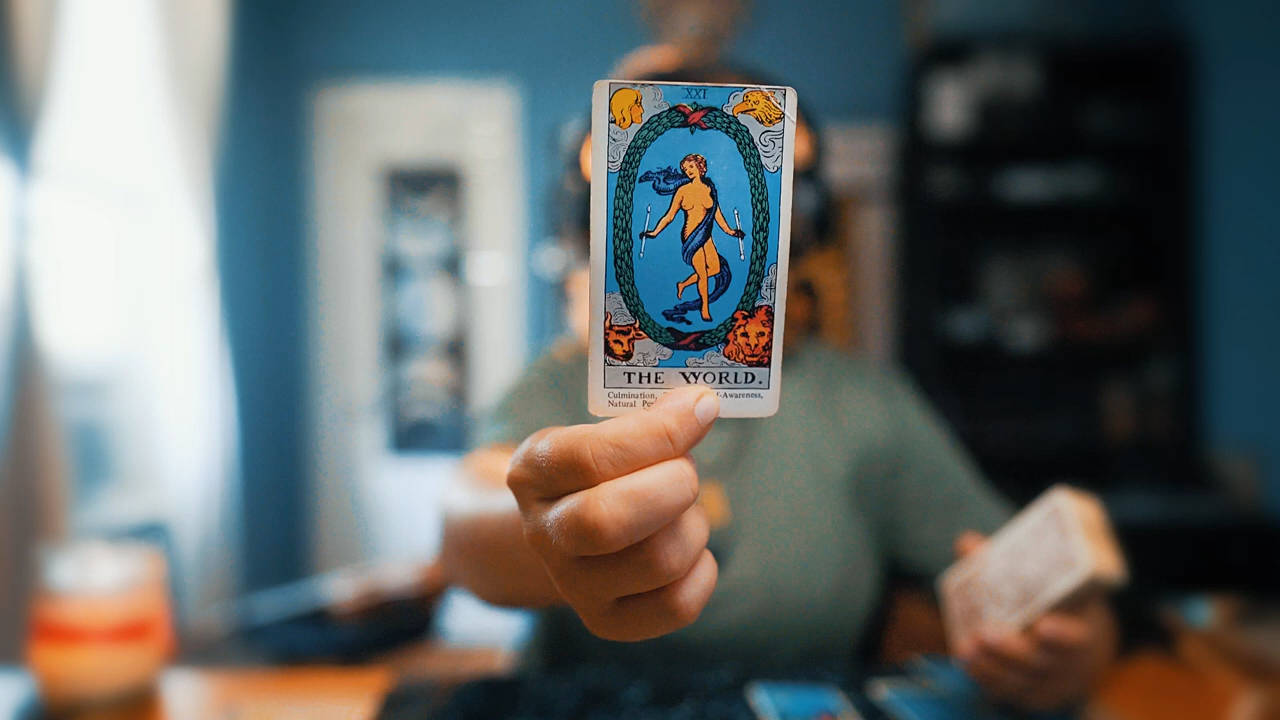 XXI
THE WORLD.
Culmination, -Awareness,
Natural